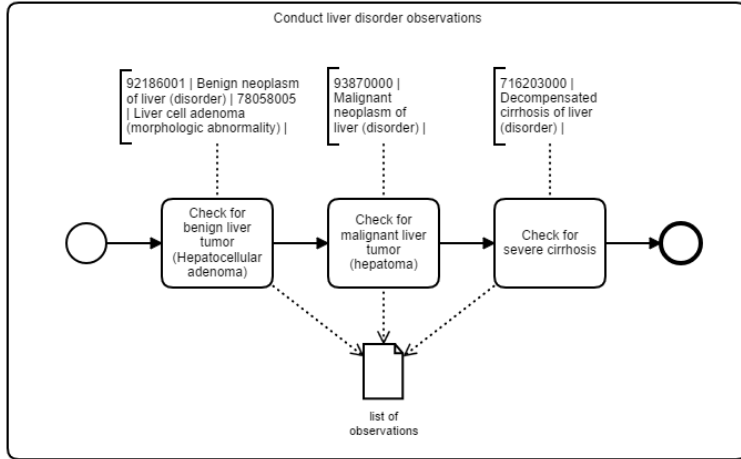 Conduct liver disorder observations
92186001 | Benign neoplasm
of liver (disorder) | 78058005
| Liver cell adenoma
(morphologic abnormality) |
93870000 |
Malignant
neoplasm of
liver (disorder) |
716203000 |
Decompensated
cirrhosis of liver
(disorder) |
Check for
benign liver
tumor
(Hepatocellular
adenoma)
Check for
malignant liver
tumor
(hepatoma)
Check for
severe cirrhosis
list of
observations